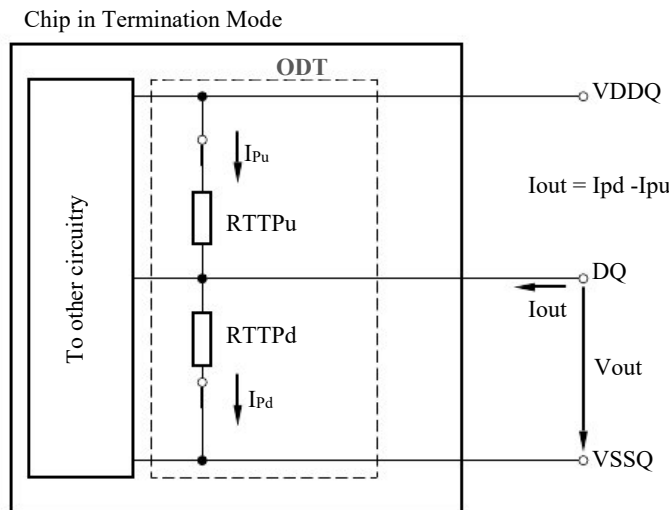 Chip in Termination Mode
ODT
VDDQ
IPu
Iout = Ipd -Ipu
RTTPu
To other circuitry
DQ
Iout
RTTPd
Vout
IPd
VSSQ